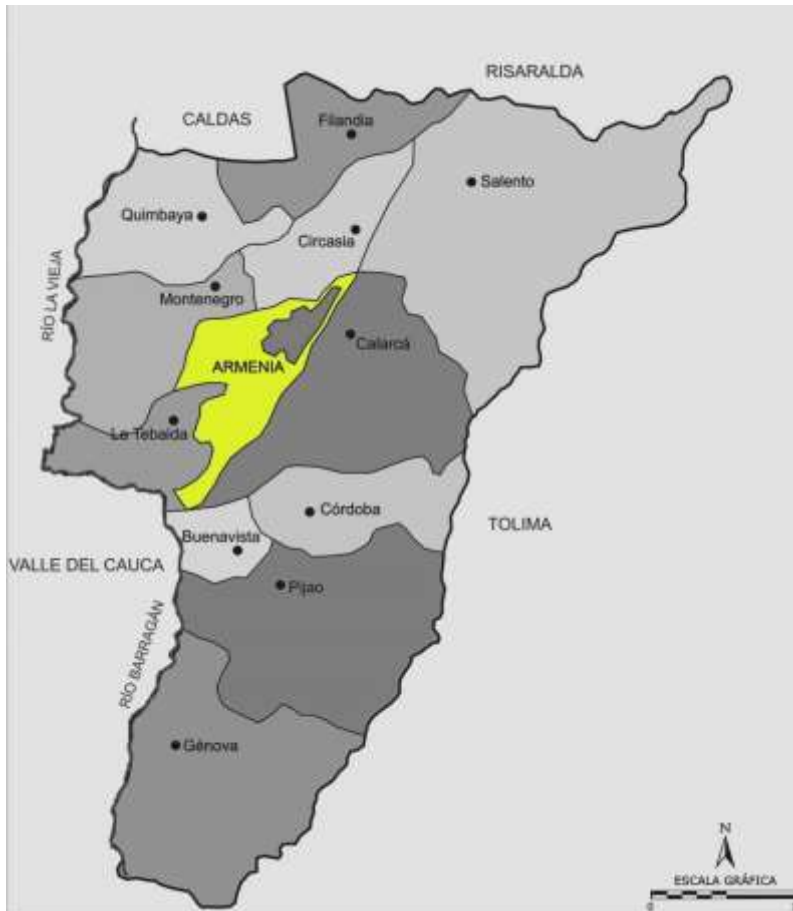 RISARALDA
CALDAS
Filandia
Salento
Quimbaya
Circasia
RÍO LA VIEJA
Montenegro
Calarcá
ARMENIA
La Tebaida
Córdoba
TOLIMA
Buenavista
VALLE DEL CAUCA
Pijao
RÍO BARRAGÁN
Génova
N
ESCALA GRÁFICA
0